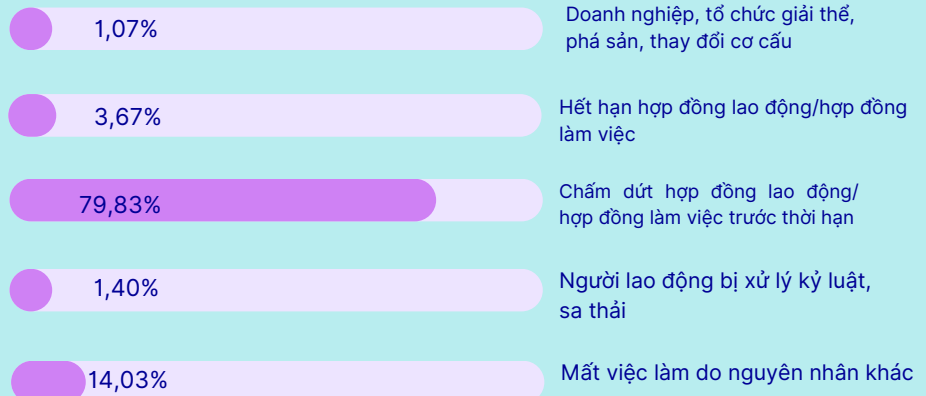 1,07%
Doanh nghiệp, tổ chức giải thể,
phá sản, thay đổi cơ cấu
3,67%
Hết hạn hợp đồng lao động/hợp đồng
làm việc
79,83%
Chấm dứt hợp đồng lao động/
hợp đồng làm việc trước thời hạn
1,40%
Người lao động bị xử lý kỷ luật,
sa thải
14,03%
Mất việc làm do nguyên nhân khác